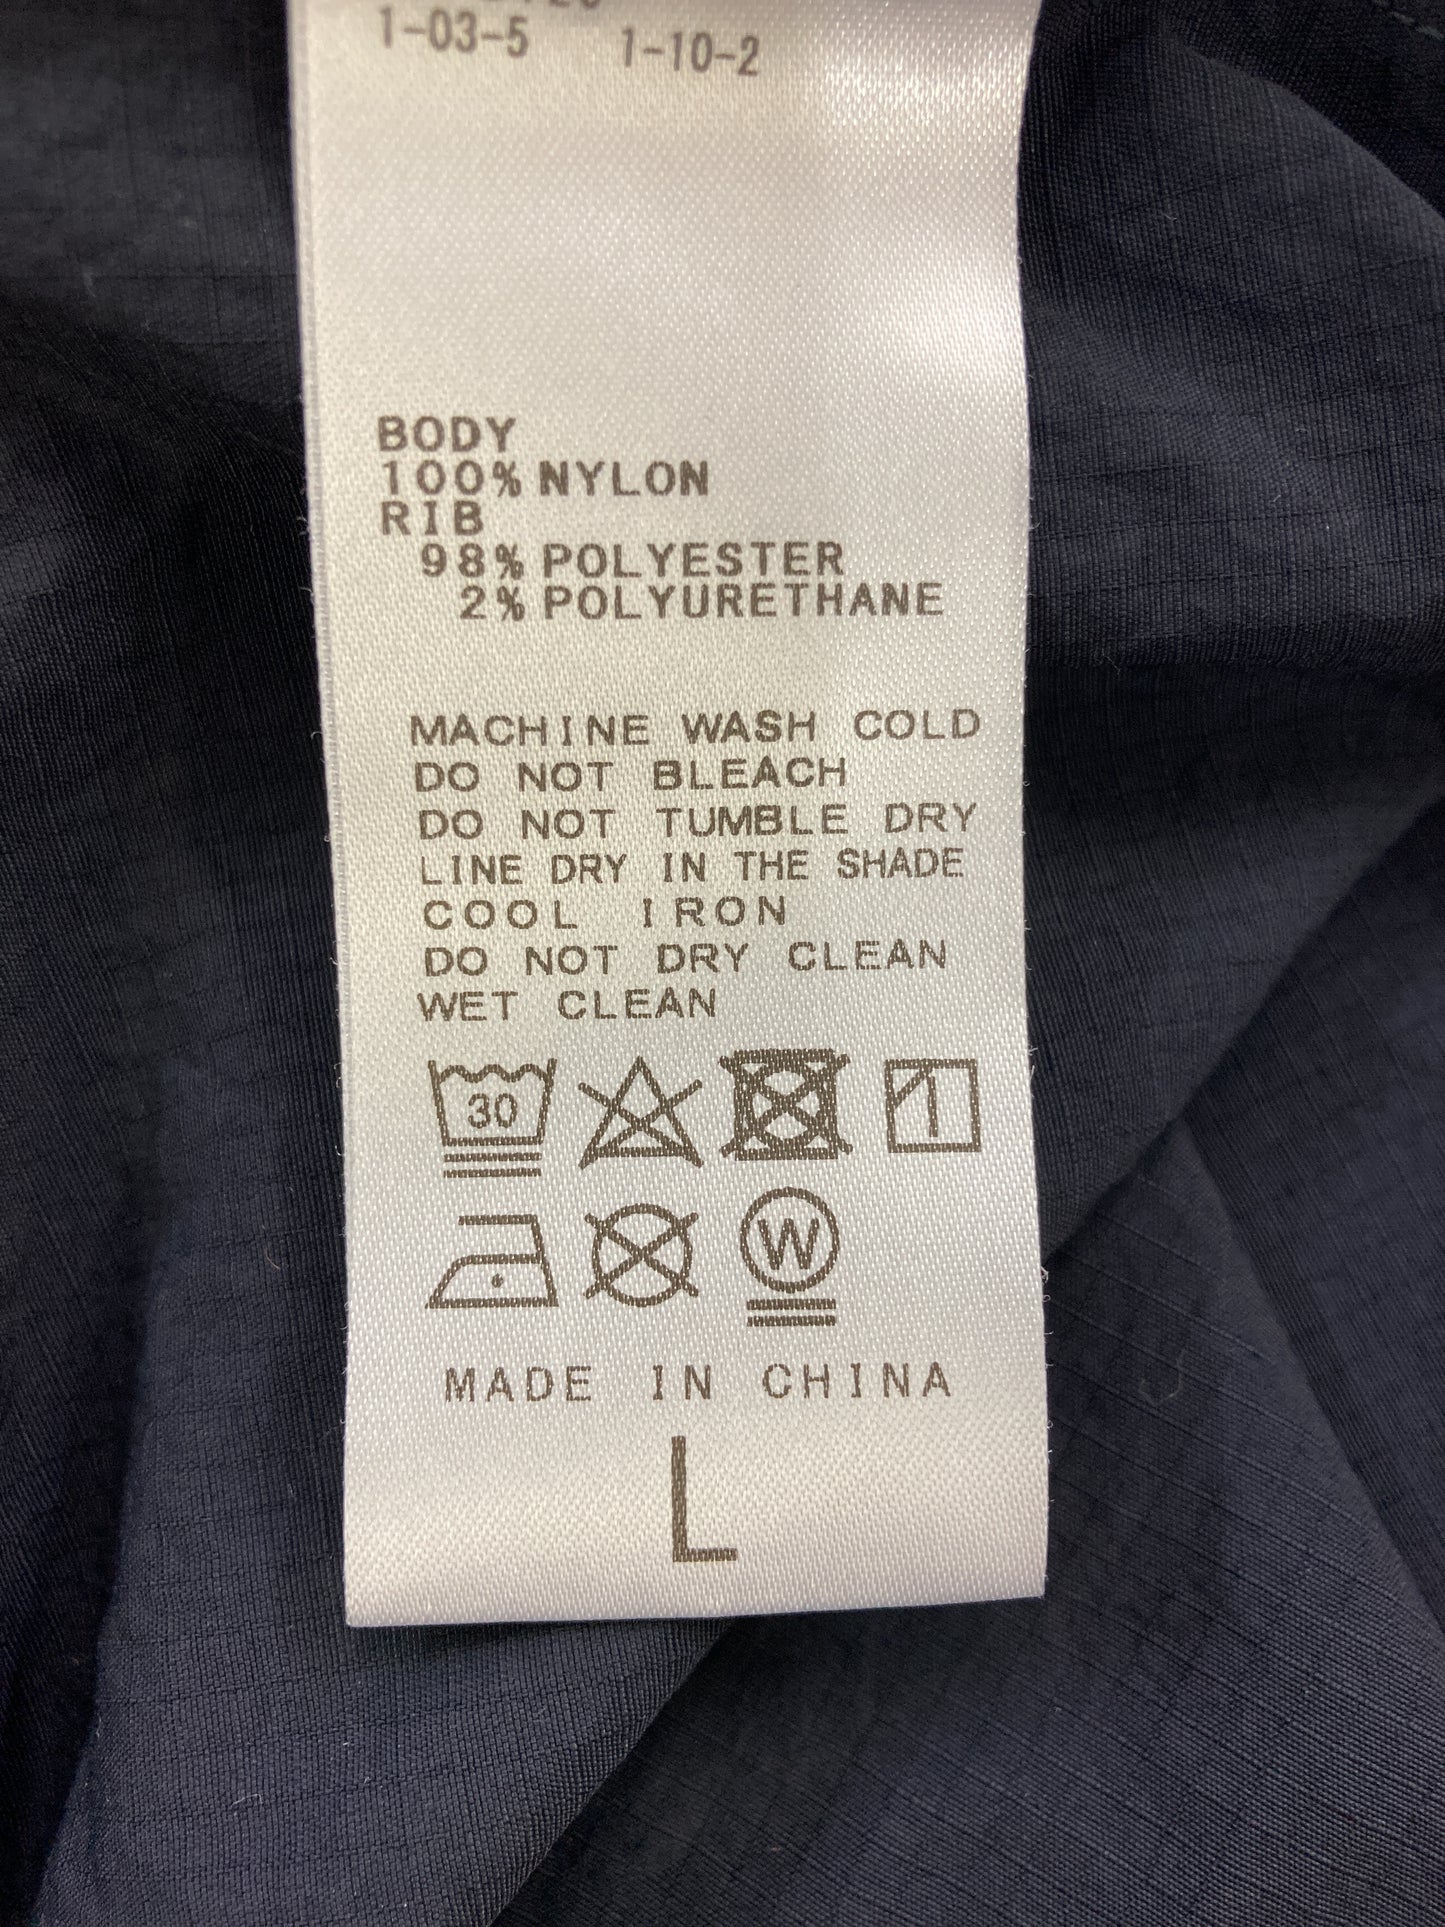 1-03-5 1-10-2
BODY
100% NYLON
RIB
98% POLYESTER
2% POLYURETHANE
MACHINE WASH COLD
DO NOT BLEACH
DO NOT TUMBLE DRY
LINE DRY IN THE SHADE
COOL IRON
DO NOT DRY CLEAN
WET CLEAN
30
W
MADE IN CHINA
L